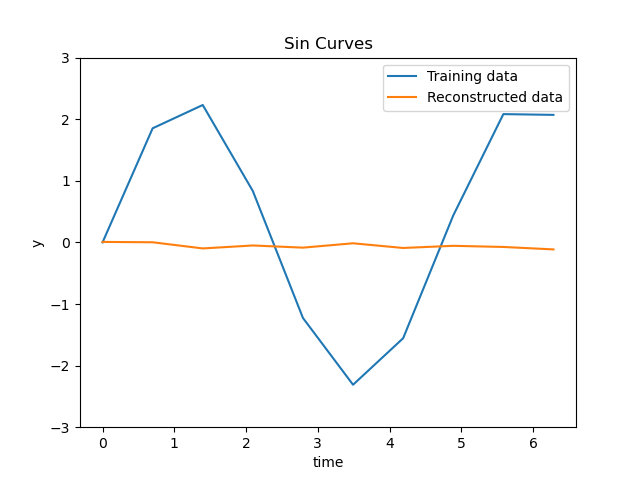 Sin Curves
Training data
Reconstructed data
3
2
1
0
−1
−2
−3
y
0 1 2 3 4 5 6
time